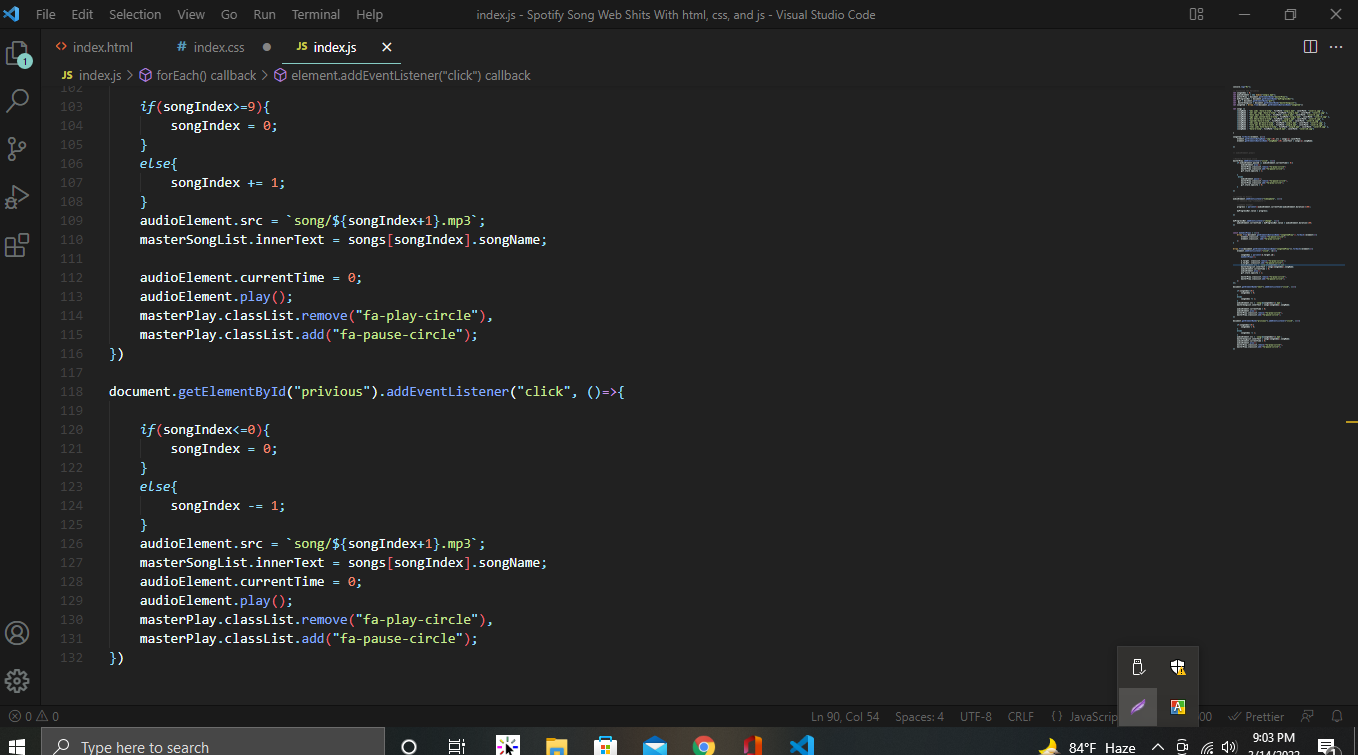 File Edit Selection View Go Run Terminal Help index.js - Spotify Song Web Shits With html, css, and js - Visual Studio Code
index.html index.css JS index.js
JS index.js > forEach() callback > element.addEventListener("click") callback
102
103 if(songIndex>=9){
104 songIndex = 0;
105 }
106 else{
107 songIndex += 1;
108 }
109 audioElement.src = `song/${songIndex+1}.mp3`;
110 masterSongList.innerText = songs[songIndex].songName;
111
112 audioElement.currentTime = 0;
113 audioElement.play();
114 masterPlay.classList.remove("fa-play-circle"),
115 masterPlay.classList.add("fa-pause-circle");
116 })
117
118 document.getElementById("privious").addEventListener("click", ()=>{
119
120 if(songIndex<=0){
121 songIndex = 0;
122 }
123 else{
124 songIndex -= 1;
125 }
126 audioElement.src = `song/${songIndex+1}.mp3`;
127 masterSongList.innerText = songs[songIndex].songName;
128 audioElement.currentTime = 0;
129 audioElement.play();
130 masterPlay.classList.remove("fa-play-circle"),
131 masterPlay.classList.add("fa-pause-circle");
132 })
0 0 Ln 90, Col 54 Spaces: 4 UTF-8 CRLF {} JavaScrip Prettier
Type here to search 84°F Haze 9:03 PM